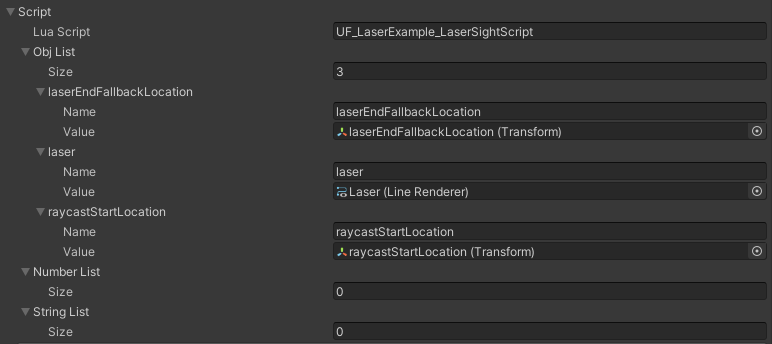 Script
Lua Script UF_LaserExample_LaserSightScript
Obj List
Size 3
laserEndFallbackLocation
Name laserEndFallbackLocation
Value laserEndFallbackLocation (Transform)
laser
Name laser
Value Laser (Line Renderer)
raycastStartLocation
Name raycastStartLocation
Value raycastStartLocation (Transform)
Number List
Size 0
String List
Size 0